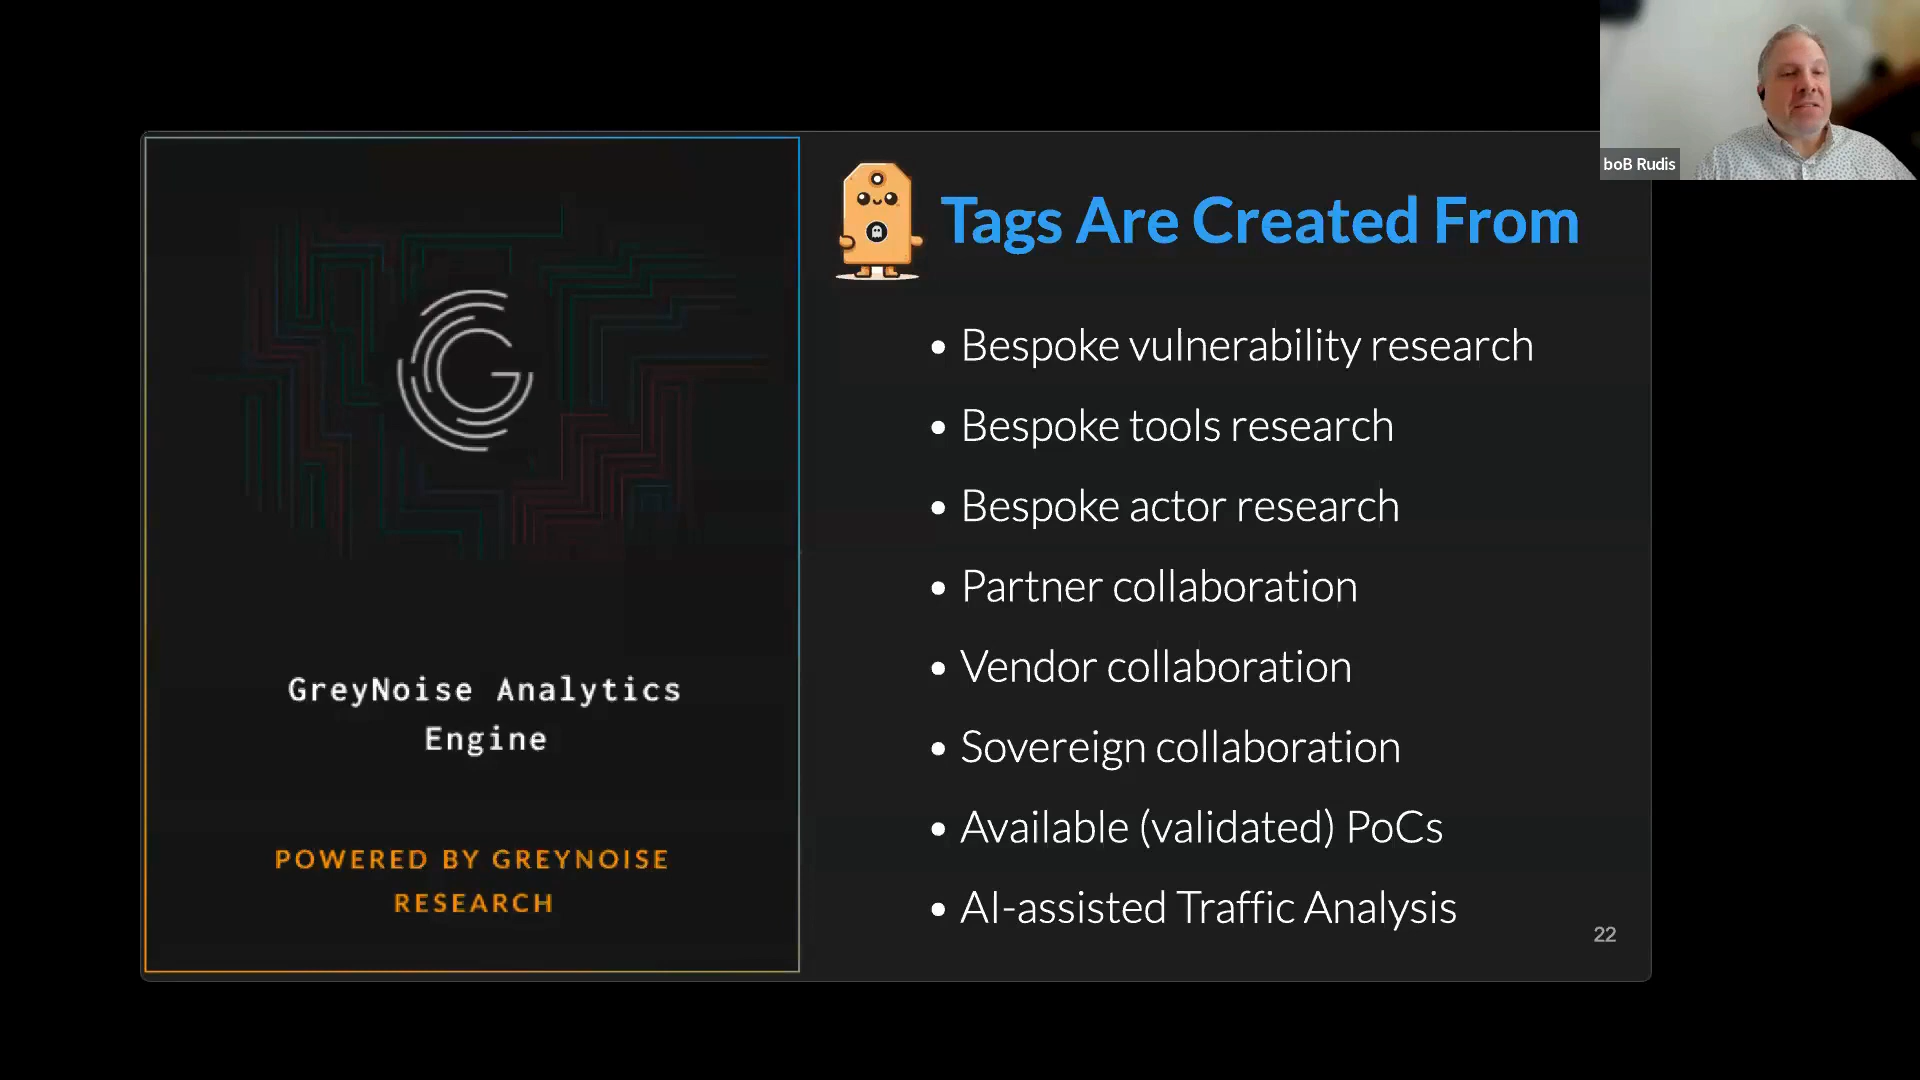 boB Rudis
Tags Are Created From
• Bespoke vulnerability research
• Bespoke tools research
• Bespoke actor research
• Partner collaboration
• Vendor collaboration
• Sovereign collaboration
• Available (validated) PoCs
• AI-assisted Traffic Analysis
GreyNoise Analytics
Engine
POWERED BY GREYNOISE
RESEARCH
22